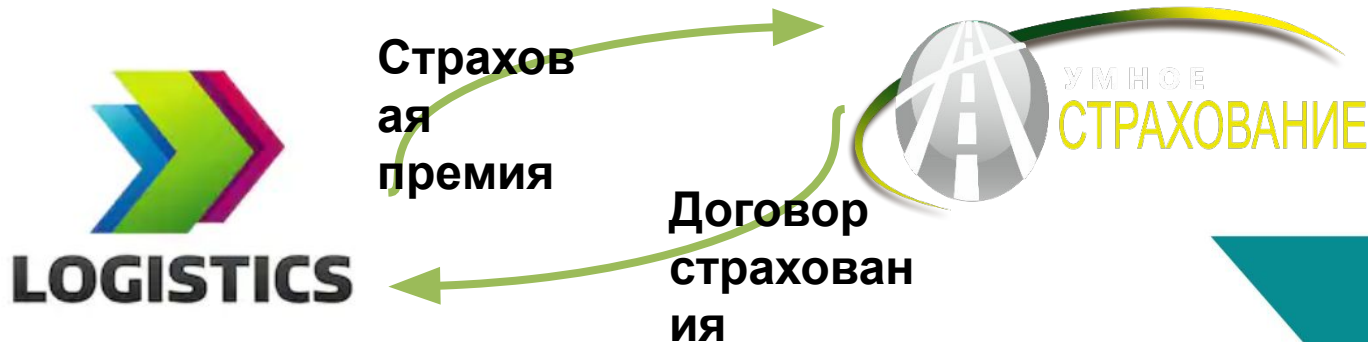 Страхов
ая
премия
УМНОЕ
СТРАХОВАНИЕ
LOGISTICS
Договор
страхован
ия